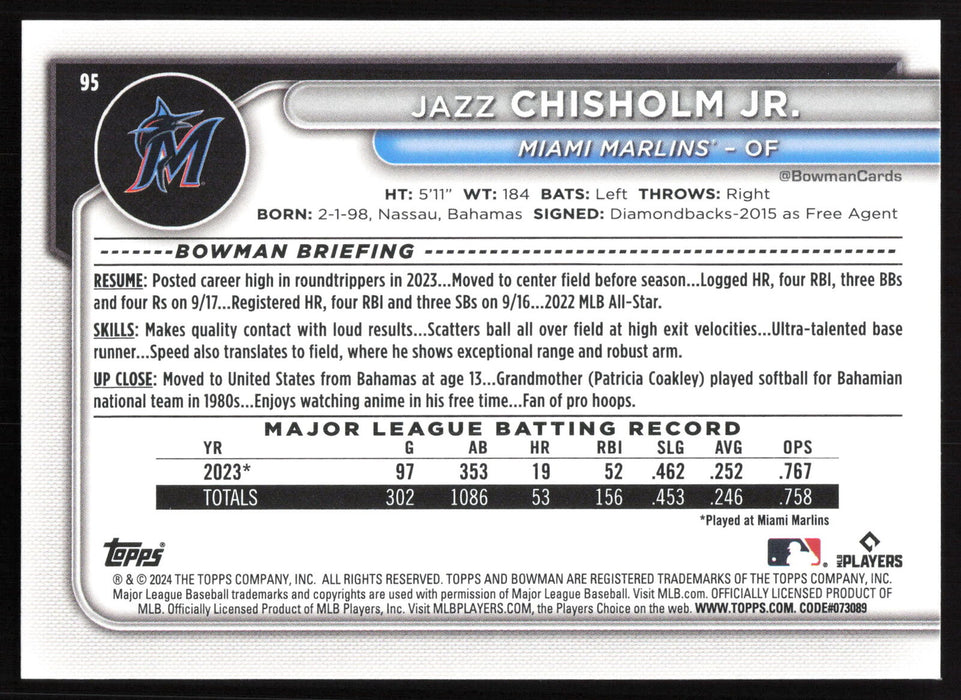 95
JAZZ CHISHOLM JR.
MIAMI MARLINS® – OF
@BowmanCards
HT: 5'11" WT: 184 BATS: Left THROWS: Right
BORN: 2-1-98, Nassau, Bahamas SIGNED: Diamondbacks-2015 as Free Agent
-------BOWMAN BRIEFING ---------------------------------------------
RESUME: Posted career high in roundtrippers in 2023...Moved to center field before season...Logged HR, four RBI, three BBs
and four Rs on 9/17...Registered HR, four RBI and three SBs on 9/16...2022 MLB All-Star.
SKILLS: Makes quality contact with loud results...Scatters ball all over field at high exit velocities...Ultra-talented base
runner...Speed also translates to field, where he shows exceptional range and robust arm.
UP CLOSE: Moved to United States from Bahamas at age 13...Grandmother (Patricia Coakley) played softball for Bahamian
national team in 1980s...Enjoys watching anime in his free time...Fan of pro hoops.
MAJOR LEAGUE BATTING RECORD
YR G AB HR RBI SLG AVG OPS
2023* 97 353 19 52 .462 .252 .767
TOTALS 302 1086 53 156 .453 .246 .758
*Played at Miami Marlins
Topps® MLB PLAYERS
® & © 2024 THE TOPPS COMPANY, INC. ALL RIGHTS RESERVED. TOPPS AND BOWMAN ARE REGISTERED TRADEMARKS OF THE TOPPS COMPANY, INC.
Major League Baseball trademarks and copyrights are used with permission of Major League Baseball. Visit MLB.com. OFFICIALLY LICENSED PRODUCT OF
MLB. Officially Licensed Product of MLB Players, Inc. Visit MLBPLAYERS.COM, the Players Choice on the web. WWW.TOPPS.COM. CODE#073089